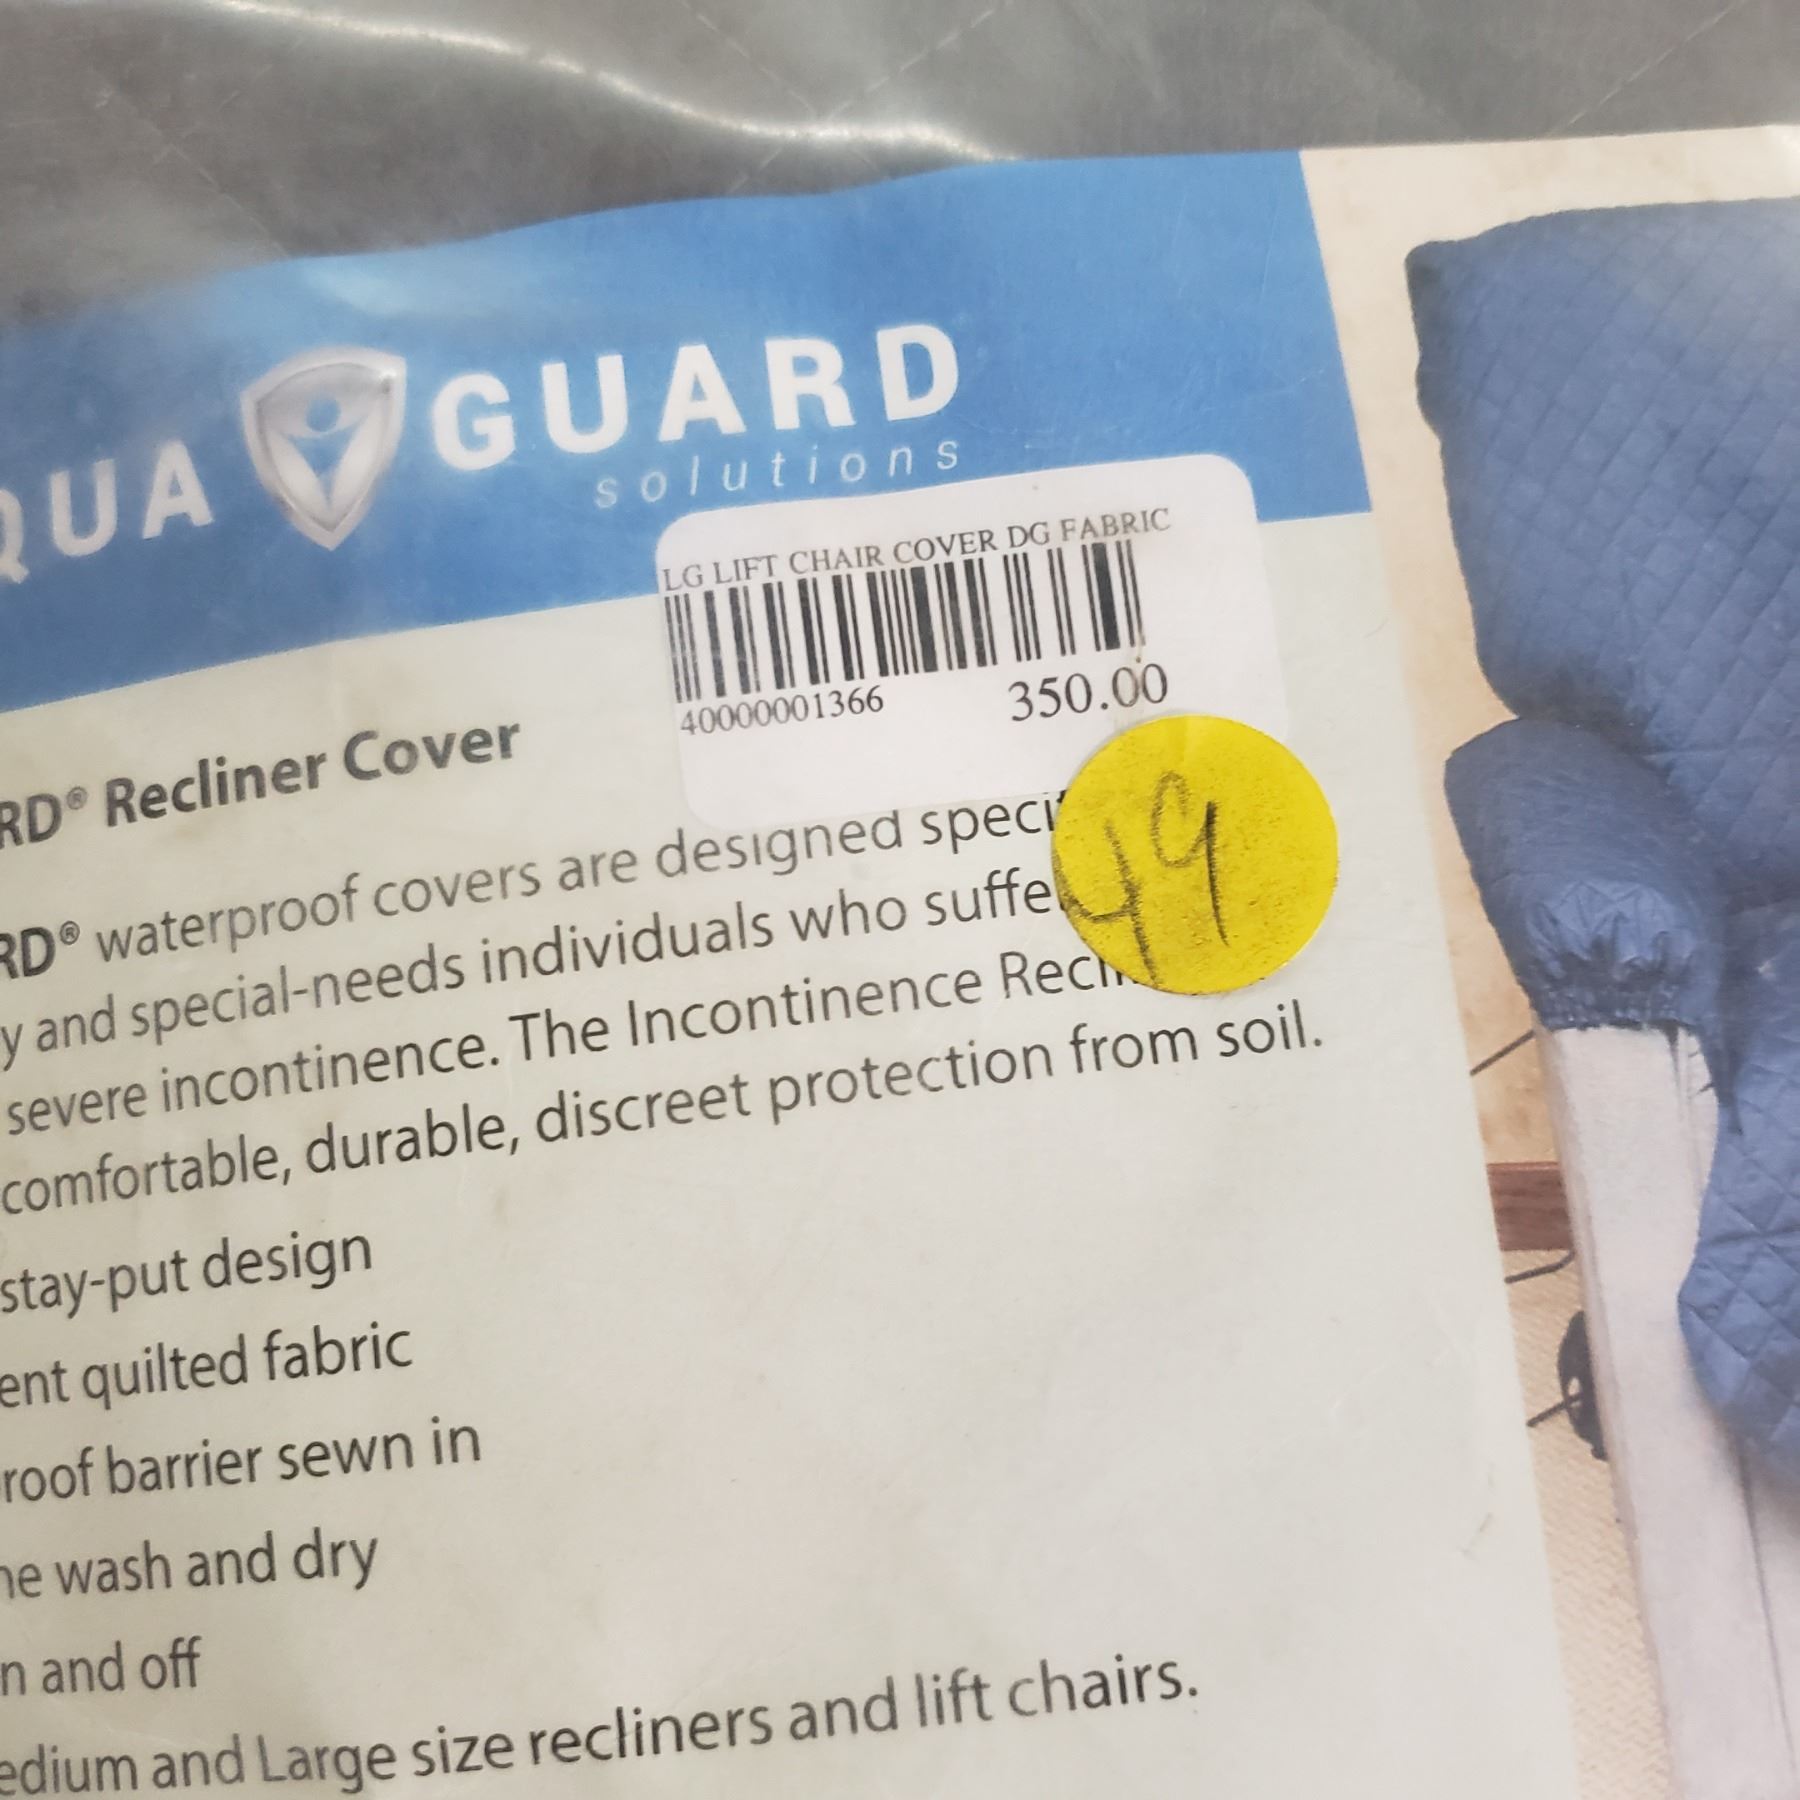 QUA GUARD
solutions
LG LIFT CHAIR COVER DG FABRIC
40000001366 350.00
49
RD® Recliner Cover
RD® waterproof covers are designed speci
y and special-needs individuals who suffe
severe incontinence. The Incontinence Recli
comfortable, durable, discreet protection from soil.
stay-put design
ent quilted fabric
roof barrier sewn in
ne wash and dry
n and off
edium and Large size recliners and lift chairs.